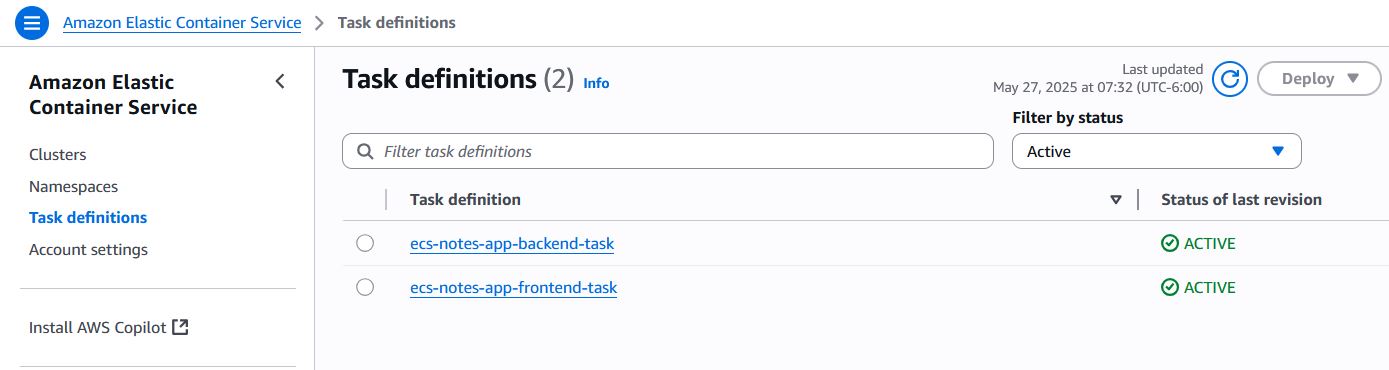 Amazon Elastic Container Service > Task definitions
Amazon Elastic
Container Service
Clusters
Namespaces
Task definitions
Account settings
Install AWS Copilot
Task definitions (2) Info
Last updated
May 27, 2025 at 07:32 (UTC-6:00)
Deploy
Filter task definitions
Filter by status
Active
Task definition Status of last revision
ecs-notes-app-backend-task ACTIVE
ecs-notes-app-frontend-task ACTIVE